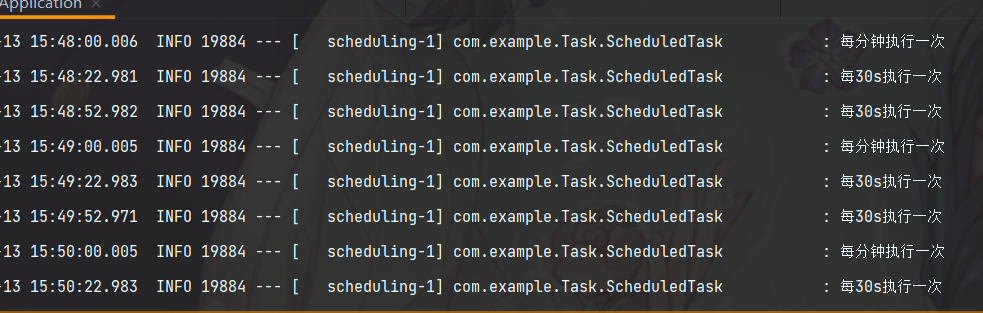 Application ×
-13 15:48:00.006  INFO 19884 --- [   scheduling-1] com.example.Task.ScheduledTask           : 每分钟执行一次
-13 15:48:22.981  INFO 19884 --- [   scheduling-1] com.example.Task.ScheduledTask           : 每30s执行一次
-13 15:48:52.982  INFO 19884 --- [   scheduling-1] com.example.Task.ScheduledTask           : 每30s执行一次
-13 15:49:00.005  INFO 19884 --- [   scheduling-1] com.example.Task.ScheduledTask           : 每分钟执行一次
-13 15:49:22.983  INFO 19884 --- [   scheduling-1] com.example.Task.ScheduledTask           : 每30s执行一次
-13 15:49:52.971  INFO 19884 --- [   scheduling-1] com.example.Task.ScheduledTask           : 每30s执行一次
-13 15:50:00.005  INFO 19884 --- [   scheduling-1] com.example.Task.ScheduledTask           : 每分钟执行一次
-13 15:50:22.983  INFO 19884 --- [   scheduling-1] com.example.Task.ScheduledTask           : 每30s执行一次